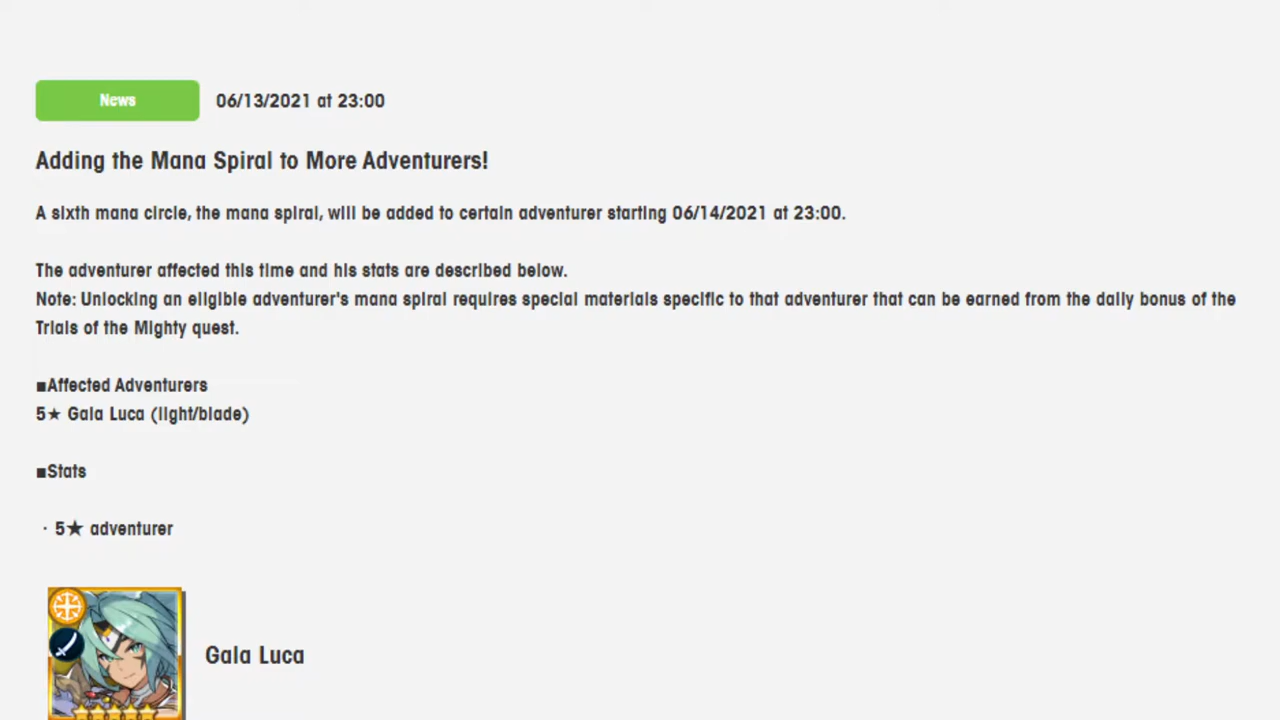 News 06/13/2021 at 23:00
Adding the Mana Spiral to More Adventurers!
A sixth mana circle, the mana spiral, will be added to certain adventurer starting 06/14/2021 at 23:00.
The adventurer affected this time and his stats are described below.
Note: Unlocking an eligible adventurer's mana spiral requires special materials specific to that adventurer that can be earned from the daily bonus of the
Trials of the Mighty quest.
■Affected Adventurers
5★ Gala Luca (light/blade)
■Stats
・5★ adventurer
Gala Luca